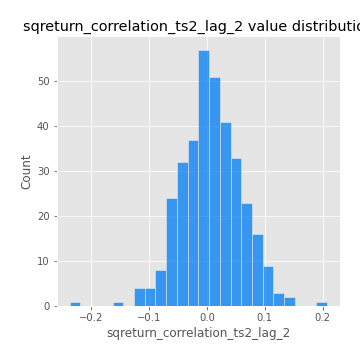 sqreturn_correlation_ts2_lag_2 value distributio
50
40
30
20
10
0
Count
−0.2 −0.1 0.0 0.1 0.2
sqreturn_correlation_ts2_lag_2